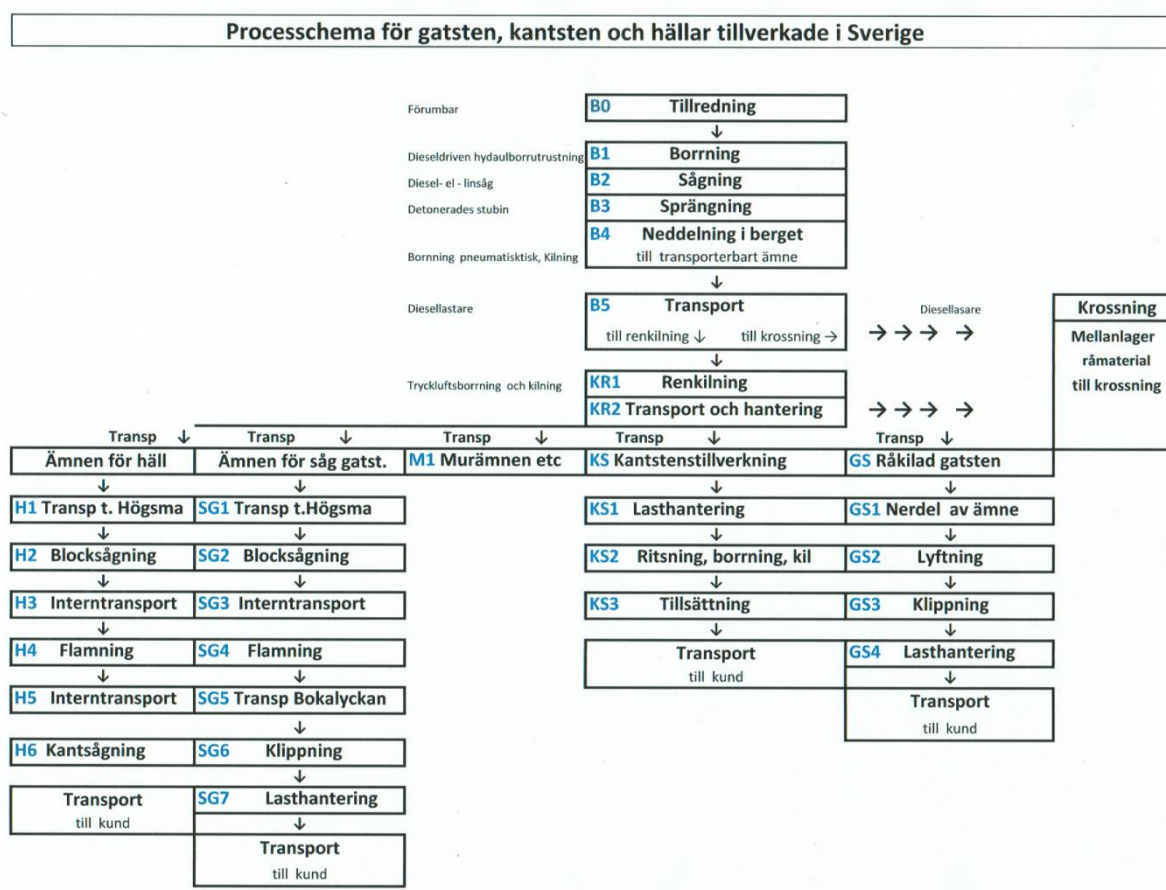 Processchema för gatsten, kantsten och hällar tillverkade i Sverige
Förumbar
B0 Tillredning
↓
Dieseldriven hydaulborrutrustning B1 Borrning
Diesel- el - linsåg B2 Sågning
Detonerades stubin B3 Sprängning
B4 Neddelning i berget
Bornning pneumatisktisk, Kilning till transporterbart ämne
↓
Diesellastare B5 Transport Diesellasare Krossning
till renkilning ↓ till krossning → → → → → Mellanlager
råmaterial
↓
Tryckluftsborrning och kilning KR1 Renkilning till krossning
KR2 Transport och hantering → → → →
Transp ↓ Transp ↓ Transp ↓ Transp ↓ Transp ↓
Ämnen för häll Ämnen för såg gatst. M1 Murämnen etc KS Kantstenstillverkning GS Råkilad gatsten
↓ ↓ ↓ ↓
H1 Transp t. Högsma SG1 Transp t.Högsma KS1 Lasthantering GS1 Nerdel av ämne
↓ ↓ ↓ ↓
H2 Blocksågning SG2 Blocksågning KS2 Ritsning, borrning, kil GS2 Lyftning
↓ ↓ ↓ ↓
H3 Interntransport SG3 Interntransport KS3 Tillsättning GS3 Klippning
↓ ↓ ↓ ↓
H4 Flamning SG4 Flamning Transport GS4 Lasthantering
till kund
↓ ↓ ↓
H5 Interntransport SG5 Transp Bokalyckan Transport
↓ till kund
H6 Kantsågning SG6 Klippning
↓
Transport SG7 Lasthantering
till kund ↓
Transport
till kund